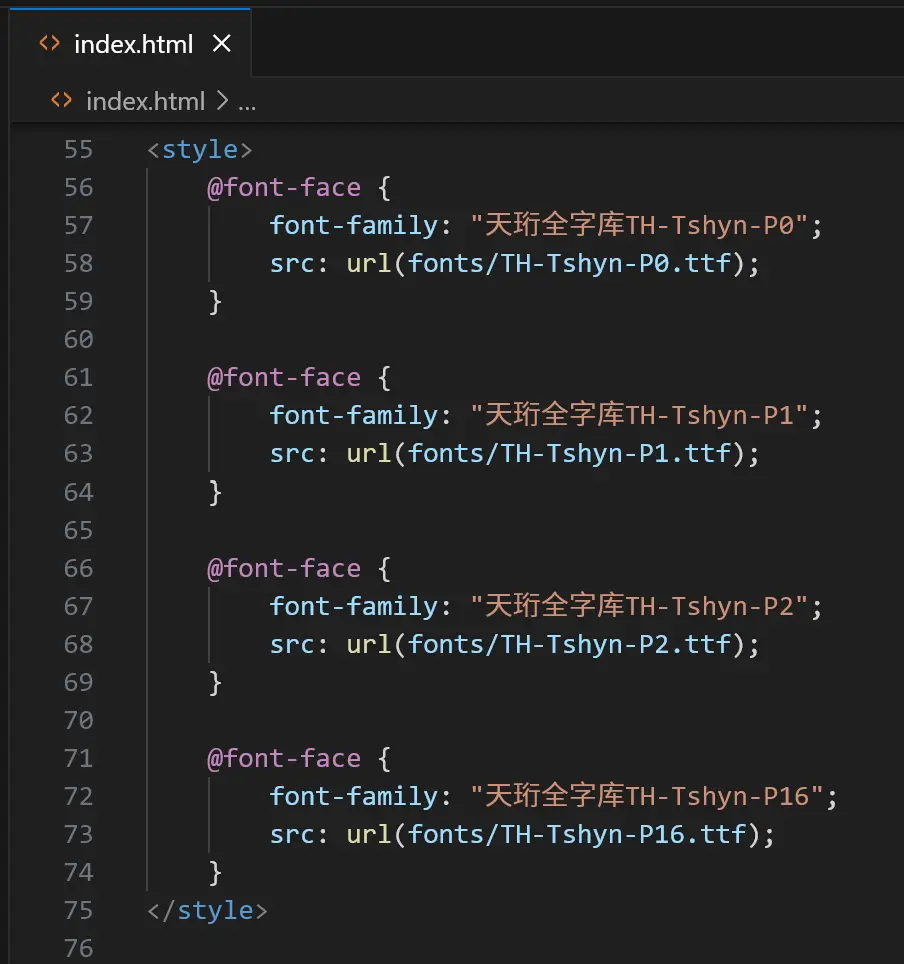 index.html
index.html > ...
55 <style>
56 @font-face {
57 font-family: "天珩全字库TH-Tshyn-P0";
58 src: url(fonts/TH-Tshyn-P0.ttf);
59 }
60
61 @font-face {
62 font-family: "天珩全字库TH-Tshyn-P1";
63 src: url(fonts/TH-Tshyn-P1.ttf);
64 }
65
66 @font-face {
67 font-family: "天珩全字库TH-Tshyn-P2";
68 src: url(fonts/TH-Tshyn-P2.ttf);
69 }
70
71 @font-face {
72 font-family: "天珩全字库TH-Tshyn-P16";
73 src: url(fonts/TH-Tshyn-P16.ttf);
74 }
75 </style>
76